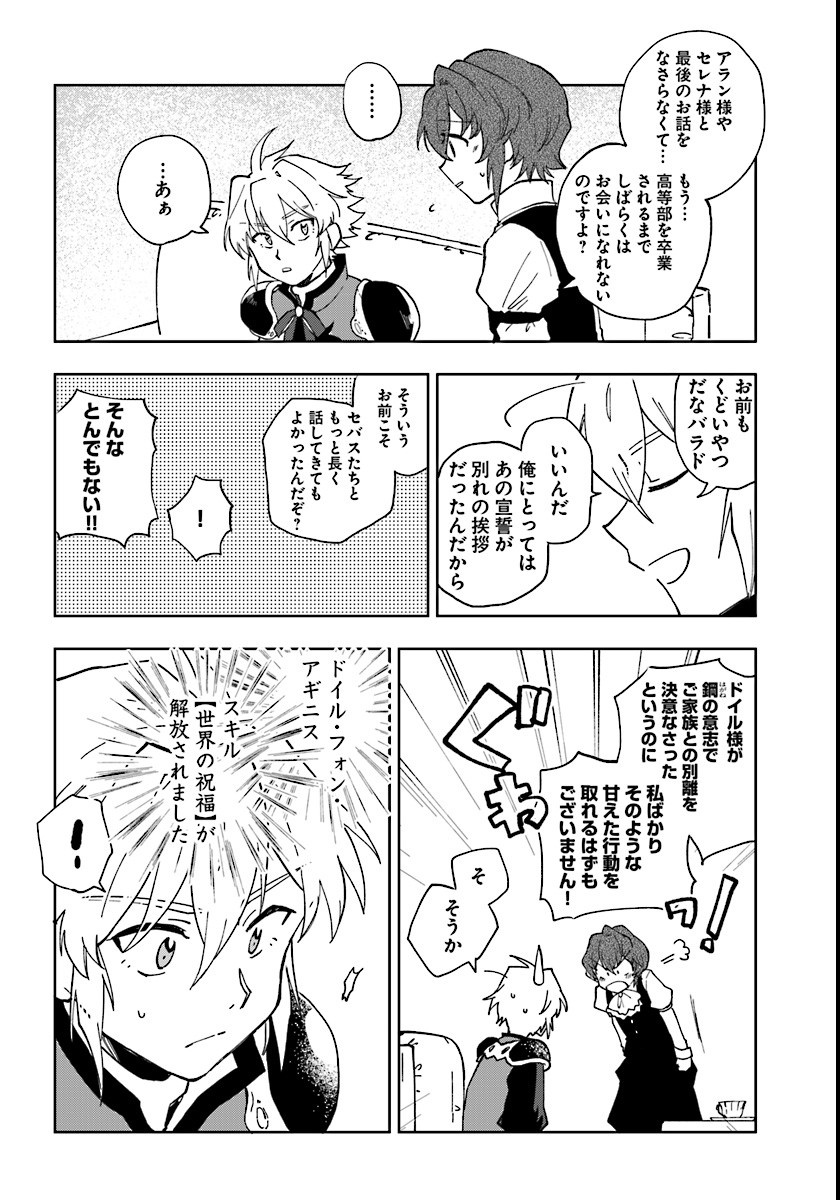 アラン様や
セレナ様と
最後のお話を
なさらなくて…
もう…
高等部を卒業
されるまで
しばらくは
お会いになれない
のですよ？
……
…あぁ
お前も
くどいやつ
だなバラド
いいんだ
俺にとっては
あの宣誓が
別れの挨拶
だったんだから
そういう
お前こそ
セバスたちと
もっと長く
話してきても
よかったんだぞ？
！
そんな
とんでもない!!
ドイル様が
鋼の意志で
はがね
ご家族との別離を
決意なさった
というのに
私ばかり
そのような
甘えた行動を
取れるはずも
ございません！
ぐわっ！
そ
そうか
ドイル・フォン・
アギニス
スキル
【世界の祝福】が
解放されました
！